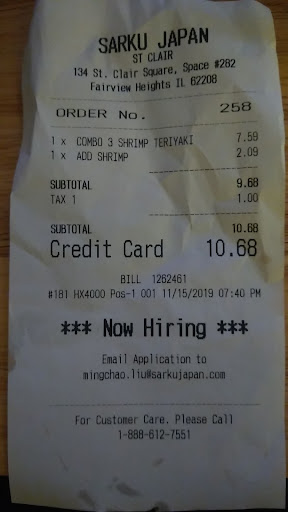 SARKU JAPAN
ST CLAIR
134 St. Clair Square, Space #282
Fairview Heights IL 62208
ORDER No. 258
1 x COMBO 3 SHRIMP TERIYAKI 7.59
1 x ADD SHRIMP 2.09
SUBTOTAL 9.68
TAX 1 1.00
SUBTOTAL 10.68
Credit Card 10.68
BILL 1262461
#181 HX4000 Pos-1 001 11/15/2019 07:40 PM
*** Now Hiring ***
Email Application to
mingchao.liu@sarkujapan.com
For Customer Care, Please Call
1-888-612-7551